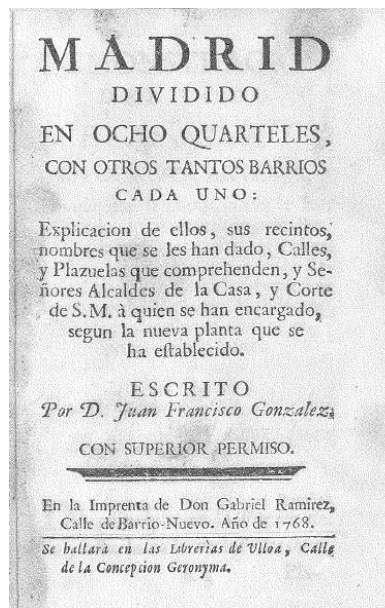 MADRID
DIVIDIDO
EN OCHO QUARTELES,
CON OTROS TANTOS BARRIOS
CADA UNO:
Explicacion de ellos, sus recintos,
nombres que se les han dado, Calles,
y Plazuelas que comprehenden, y Se-
ñores Alcaldes de la Casa, y Corte
de S.M. à quien se han encargado,
segun la nueva planta que se
ha eſtablecido.
ESCRITO
Por D. Juan Francisco Gonzalez.
CON SUPERIOR PERMISO.
En la Imprenta de Don Gabriel Ramirez,
Calle de Barrio-Nuevo. Año de 1768.
Se hallarà en las Librerias de Ulloa, Calle
de la Concepcion Geronyma.